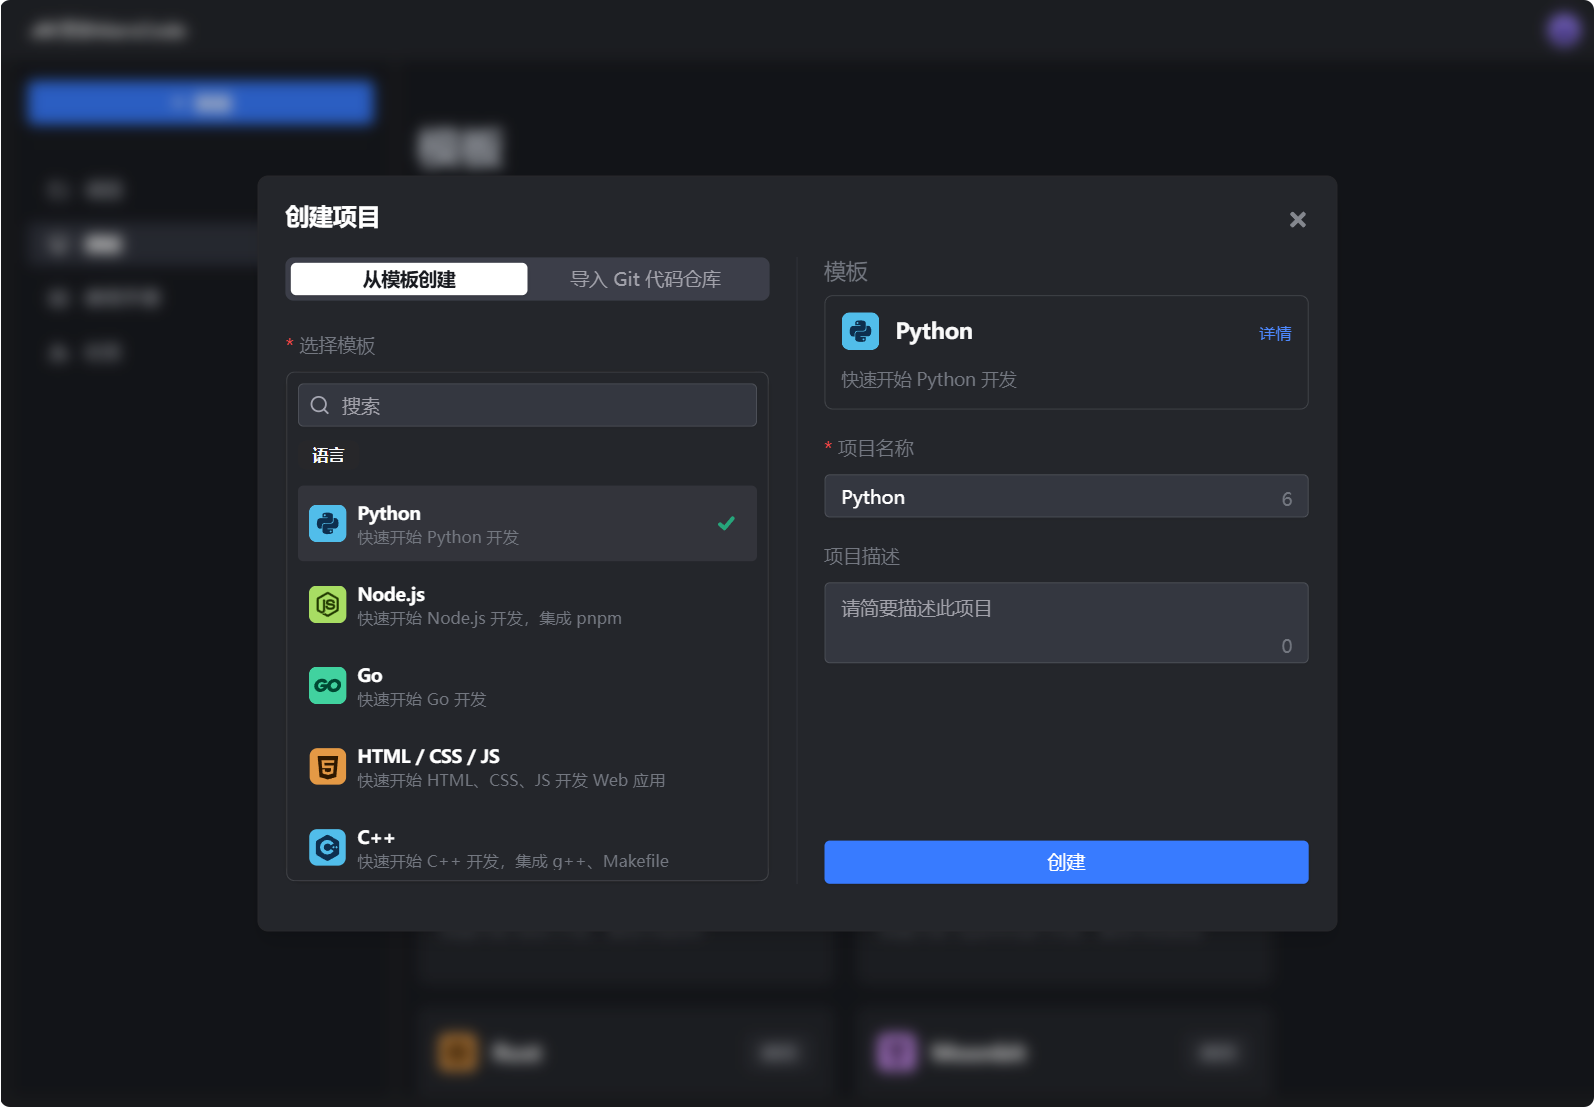 创建项目
从模板创建
导入 Git 代码仓库
* 选择模板
搜索
语言
Python
快速开始 Python 开发
Node.js
快速开始 Node.js 开发，集成 pnpm
Go
快速开始 Go 开发
HTML / CSS / JS
快速开始 HTML、CSS、JS 开发 Web 应用
C++
快速开始 C++ 开发，集成 g++、Makefile
模板
Python
详情
快速开始 Python 开发
* 项目名称
Python
6
项目描述
请简要描述此项目
0
创建
模板
Rust